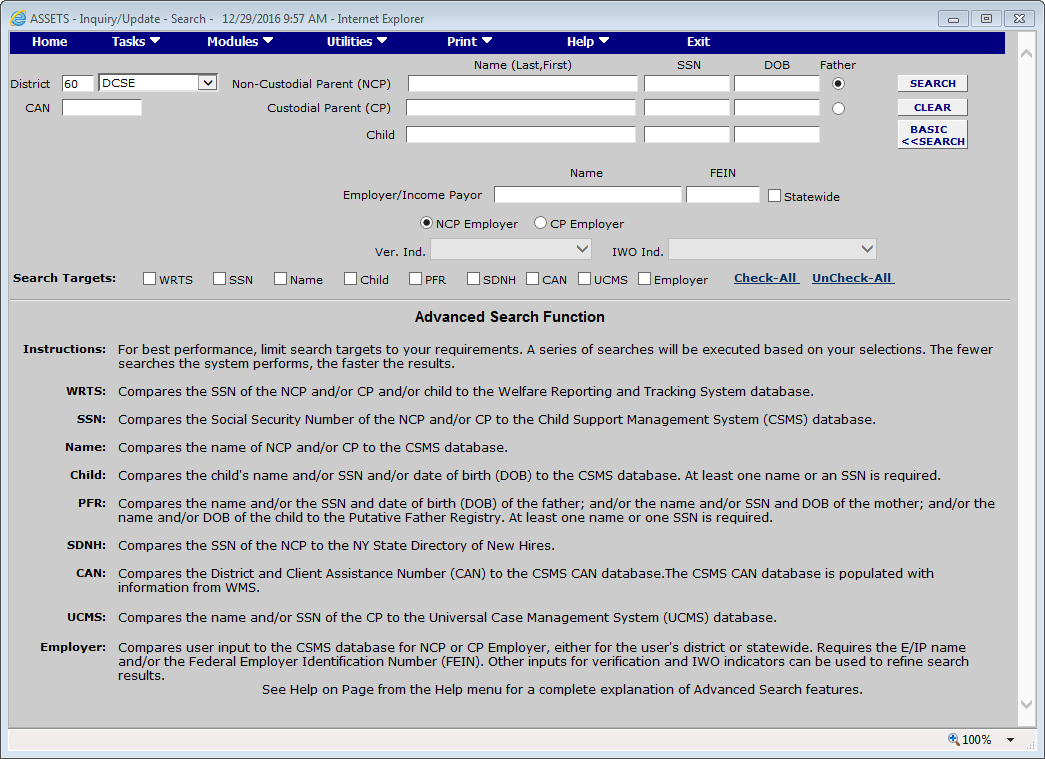 ASSETS - Inquiry/Update - Search - 12/29/2016 9:57 AM - Internet Explorer
Home Tasks Modules Utilities Print Help Exit
Name (Last,First) SSN DOB Father
District 60 DCSE Non-Custodial Parent (NCP) SEARCH
CAN Custodial Parent (CP) CLEAR
Child BASIC
<<SEARCH
Name FEIN
Employer/Income Payor Statewide
NCP Employer CP Employer
Ver. Ind. IWO Ind.
Search Targets: WRTS SSN Name Child PFR SDNH CAN UCMS Employer Check-All UnCheck-All
Advanced Search Function
Instructions: For best performance, limit search targets to your requirements. A series of searches will be executed based on your selections. The fewer
searches the system performs, the faster the results.
WRTS: Compares the SSN of the NCP and/or CP and/or child to the Welfare Reporting and Tracking System database.
SSN: Compares the Social Security Number of the NCP and/or CP to the Child Support Management System (CSMS) database.
Name: Compares the name of NCP and/or CP to the CSMS database.
Child: Compares the child's name and/or SSN and/or date of birth (DOB) to the CSMS database. At least one name or an SSN is required.
PFR: Compares the name and/or the SSN and date of birth (DOB) of the father; and/or the name and/or SSN and DOB of the mother; and/or the
name and/or DOB of the child to the Putative Father Registry. At least one name or one SSN is required.
SDNH: Compares the SSN of the NCP to the NY State Directory of New Hires.
CAN: Compares the District and Client Assistance Number (CAN) to the CSMS CAN database.The CSMS CAN database is populated with
information from WMS.
UCMS: Compares the name and/or SSN of the CP to the Universal Case Management System (UCMS) database.
Employer: Compares user input to the CSMS database for NCP or CP Employer, either for the user's district or statewide. Requires the E/IP name
and/or the Federal Employer Identification Number (FEIN). Other inputs for verification and IWO indicators can be used to refine search
results.
See Help on Page from the Help menu for a complete explanation of Advanced Search features.
100%